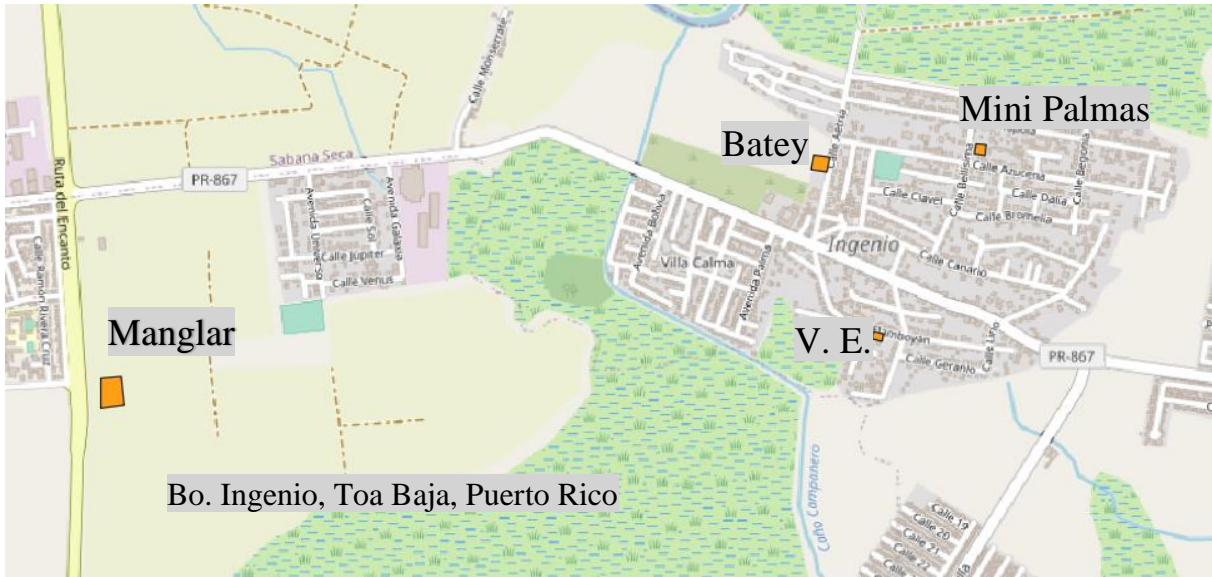 Calle Monserrate
Mini Palmas
Batey
Calle Aetna
Calle Begonia
Calle Azucena
Calle Bellisima
Calle Dalia
Calle Clavel
Calle Bromelia
Sabana Seca
PR-867
Ruta del Encanto
Calle Ramón Rivera Cruz
Avenida Universo
Calle Sol
Avenida Galaxia
Calle Júpiter
Calle Venus
Avenida Bolivia
Villa Calma
Avenida Palma
Ingenio
Calle Canario
Manglar
V. E.
Flamboyán
Calle Geranio
Calle Lirio
PR-867
Caño Campanero
Bo. Ingenio, Toa Baja, Puerto Rico
Calle 19
Calle 20
Calle 21
Calle 22